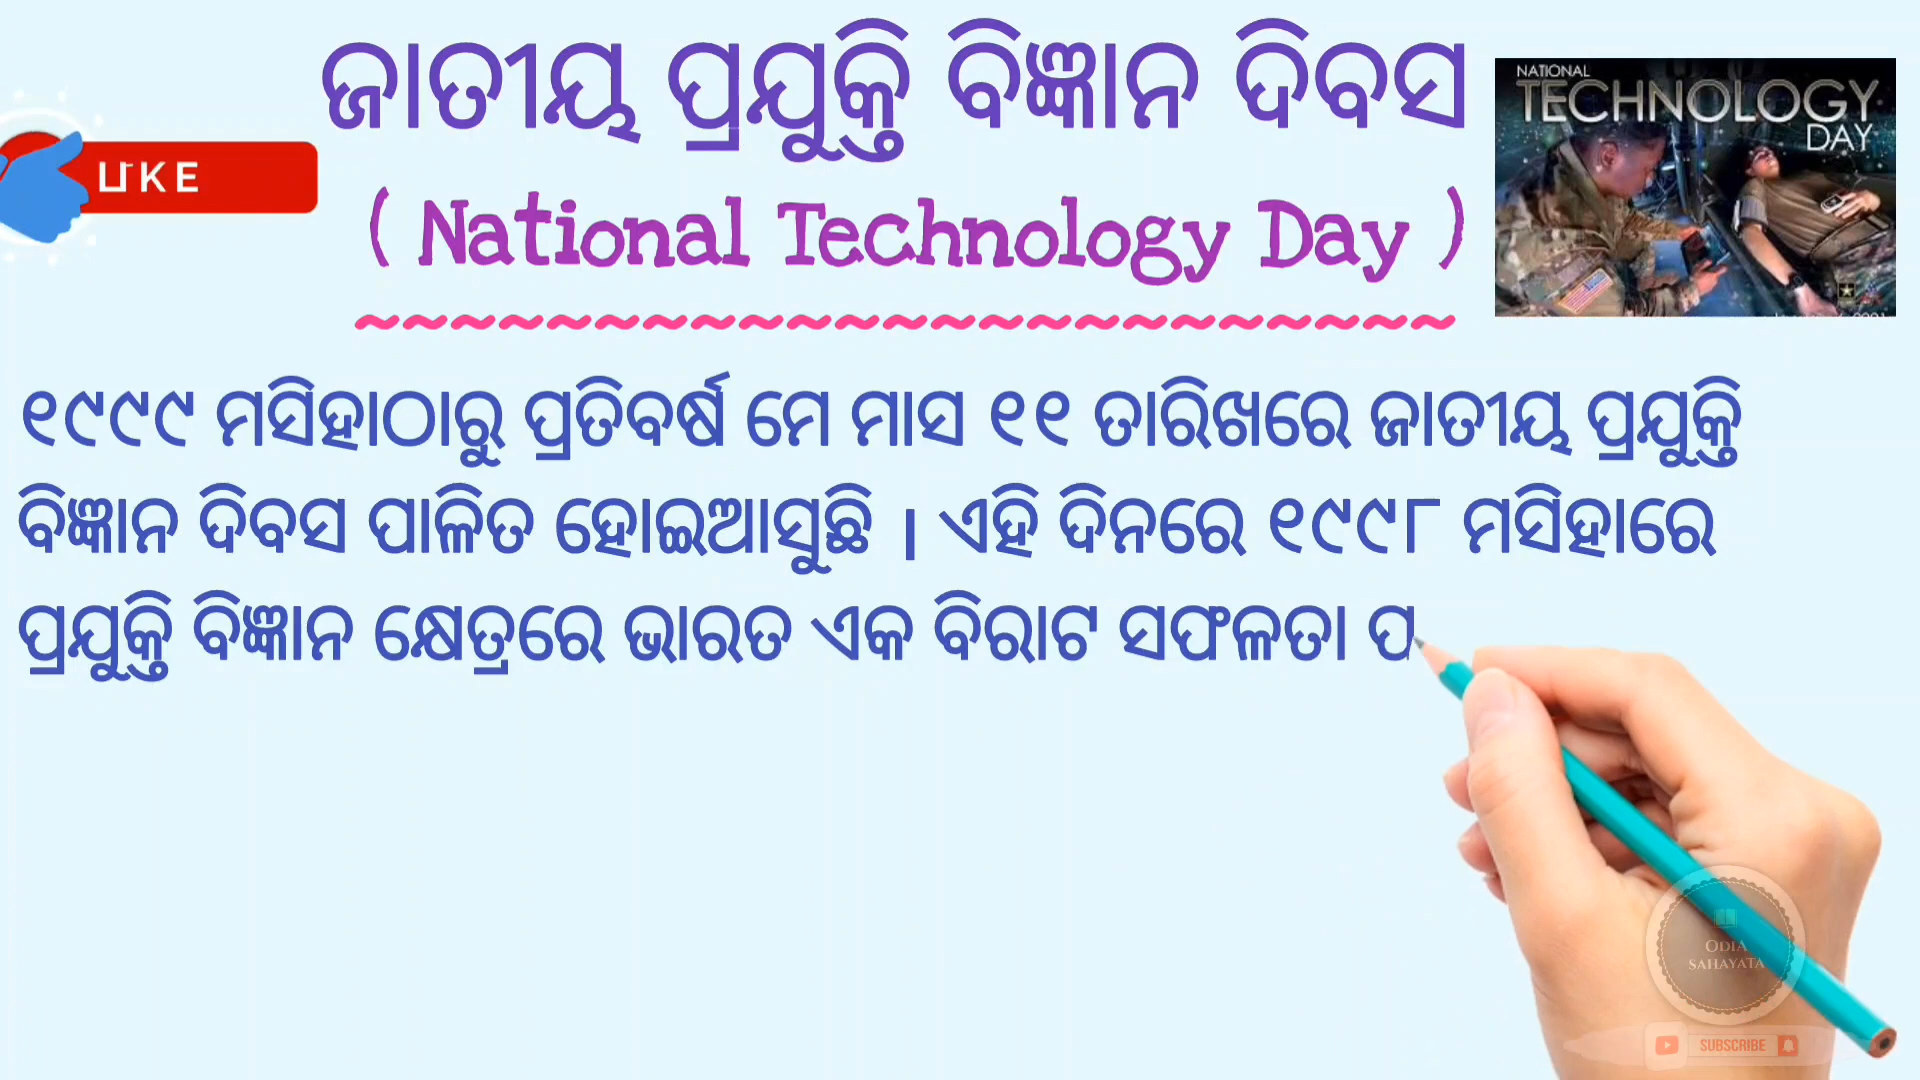 ଜାତୀୟ ପ୍ରଯୁକ୍ତି ବିଜ୍ଞାନ ଦିବସ
( National Technology Day )
NATIONAL
TECHNOLOGY
DAY
LIKE
୧୯୯୯ ମସିହାଠାରୁ ପ୍ରତିବର୍ଷ ମେ ମାସ ୧୧ ତାରିଖରେ ଜାତୀୟ ପ୍ରଯୁକ୍ତି
ବିଜ୍ଞାନ ଦିବସ ପାଳିତ ହୋଇଆସୁଛି । ଏହି ଦିନରେ ୧୯୯୮ ମସିହାରେ
ପ୍ରଯୁକ୍ତି ବିଜ୍ଞାନ କ୍ଷେତ୍ରରେ ଭାରତ ଏକ ବିରାଟ ସଫଳତା ପ
ODIA
SAHAYATA
SUBSCRIBE